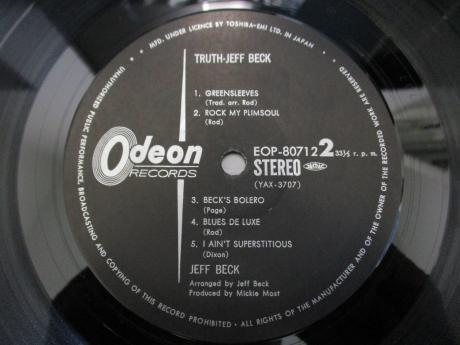 MFD. UNDER LICENCE BY TOSHIBA-EMI LTD. IN JAPAN
TRUTH-JEFF BECK
1. GREENSLEEVES
(Trad. arr. Rod)
2. ROCK MY PLIMSOUL
(Rod)
Odeon
RECORDS
EOP-80712 2 33⅓ r. p. m.
STEREO
(YAX-3707)
3. BECK'S BOLERO
(Page)
4. BLUES DE LUXE
(Rod)
5. I AIN'T SUPERSTITIOUS
(Dixon)
JEFF BECK
Arranged by Jeff Beck
Produced by Mickie Most
UNAUTHORIZED PUBLIC PERFORMANCE, BROADCASTING AND COPYING OF THIS RECORD PROHIBITED • ALL RIGHTS OF THE MANUFACTURER AND OF THE OWNER OF THE RECORDED WORK ARE RESERVED